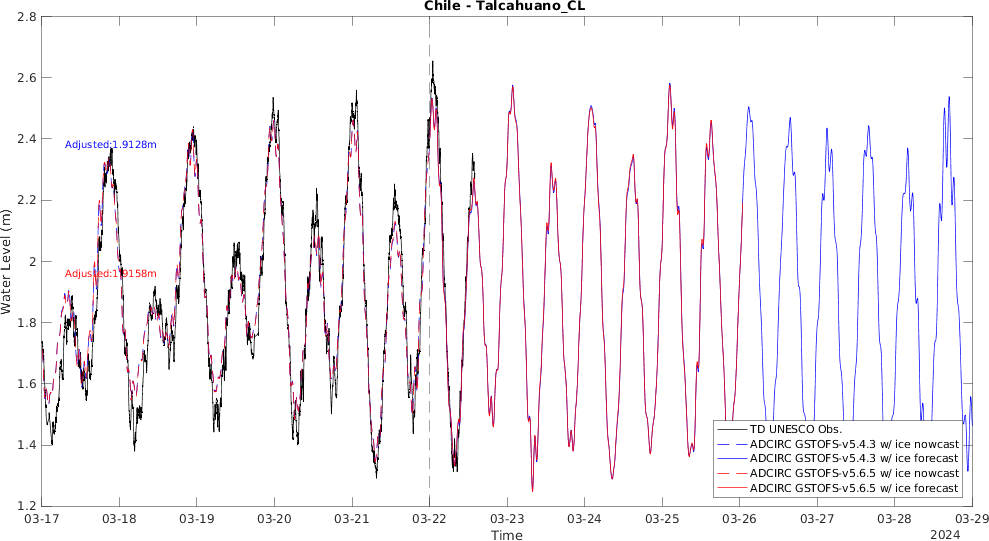 Chile - Talcahuano_CL
2.8
2.6
2.4
2.2
2
1.8
1.6
1.4
1.2
Water Level (m)
Adjusted:1.9128m
Adjusted:1.9158m
TD UNESCO Obs.
ADCIRC GSTOFS-v5.4.3 w/ ice nowcast
ADCIRC GSTOFS-v5.4.3 w/ ice forecast
ADCIRC GSTOFS-v5.6.5 w/ ice nowcast
ADCIRC GSTOFS-v5.6.5 w/ ice forecast
03-17 03-18 03-19 03-20 03-21 03-22 03-23 03-24 03-25 03-26 03-27 03-28 03-29
Time
2024